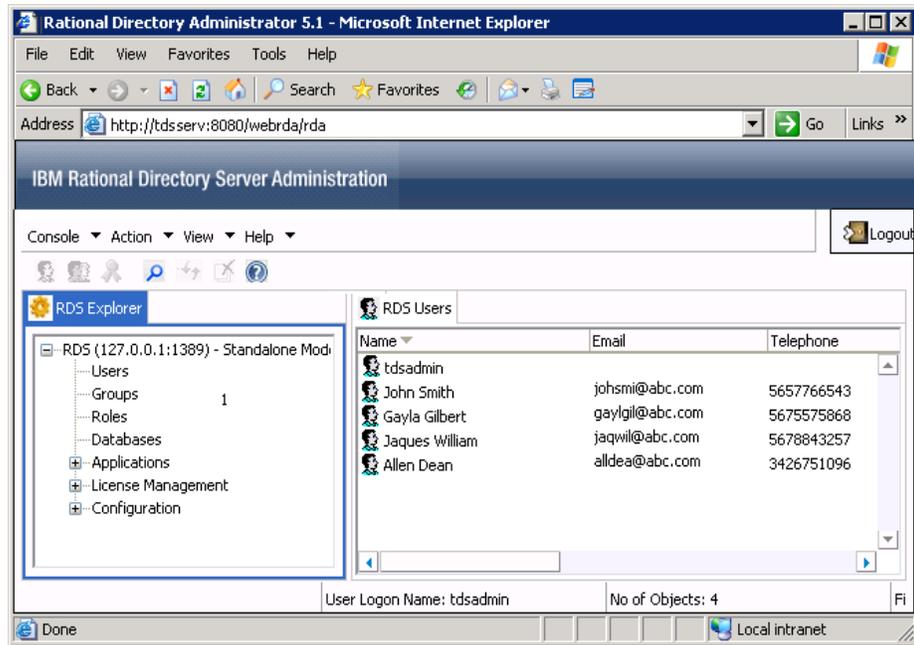 Rational Directory Administrator 5.1 - Microsoft Internet Explorer
File Edit View Favorites Tools Help
Back Search Favorites
Address http://tdsserv:8080/webrda/rda Go Links »
IBM Rational Directory Server Administration
Console Action View Help Logout
RDS Explorer
RDS (127.0.0.1:1389) - Standalone Mod
Users
Groups
1
Roles
Databases
Applications
License Management
Configuration
RDS Users
Name Email Telephone
tdsadmin
John Smith johsmi@abc.com 5657766543
Gayla Gilbert gaylgil@abc.com 5675575868
Jaques William jaqwil@abc.com 5678843257
Allen Dean alldea@abc.com 3426751096
User Logon Name: tdsadmin No of Objects: 4 Fi
Done Local intranet